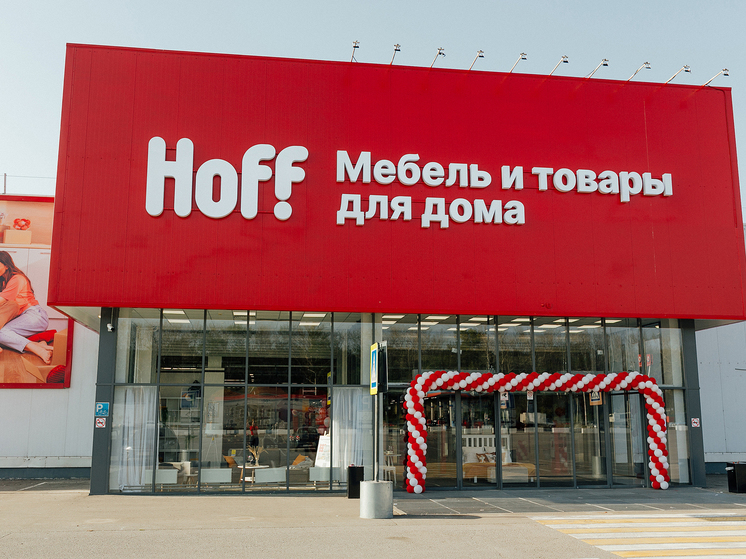 Hoff
Мебель и товары
для дома
P